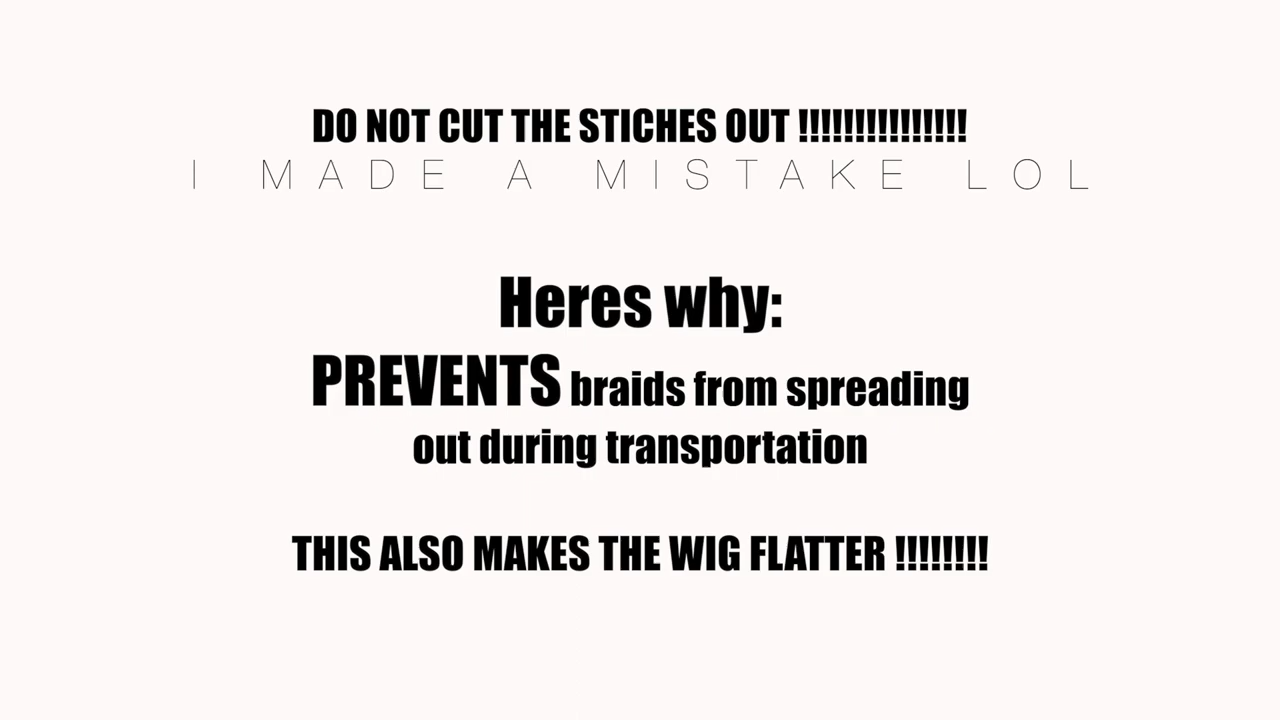 DO NOT CUT THE STICHES OUT !!!!!!!!!!!!!!!
I MADE A MISTAKE LOL
Heres why:
PREVENTS braids from spreading
out during transportation
THIS ALSO MAKES THE WIG FLATTER !!!!!!!!